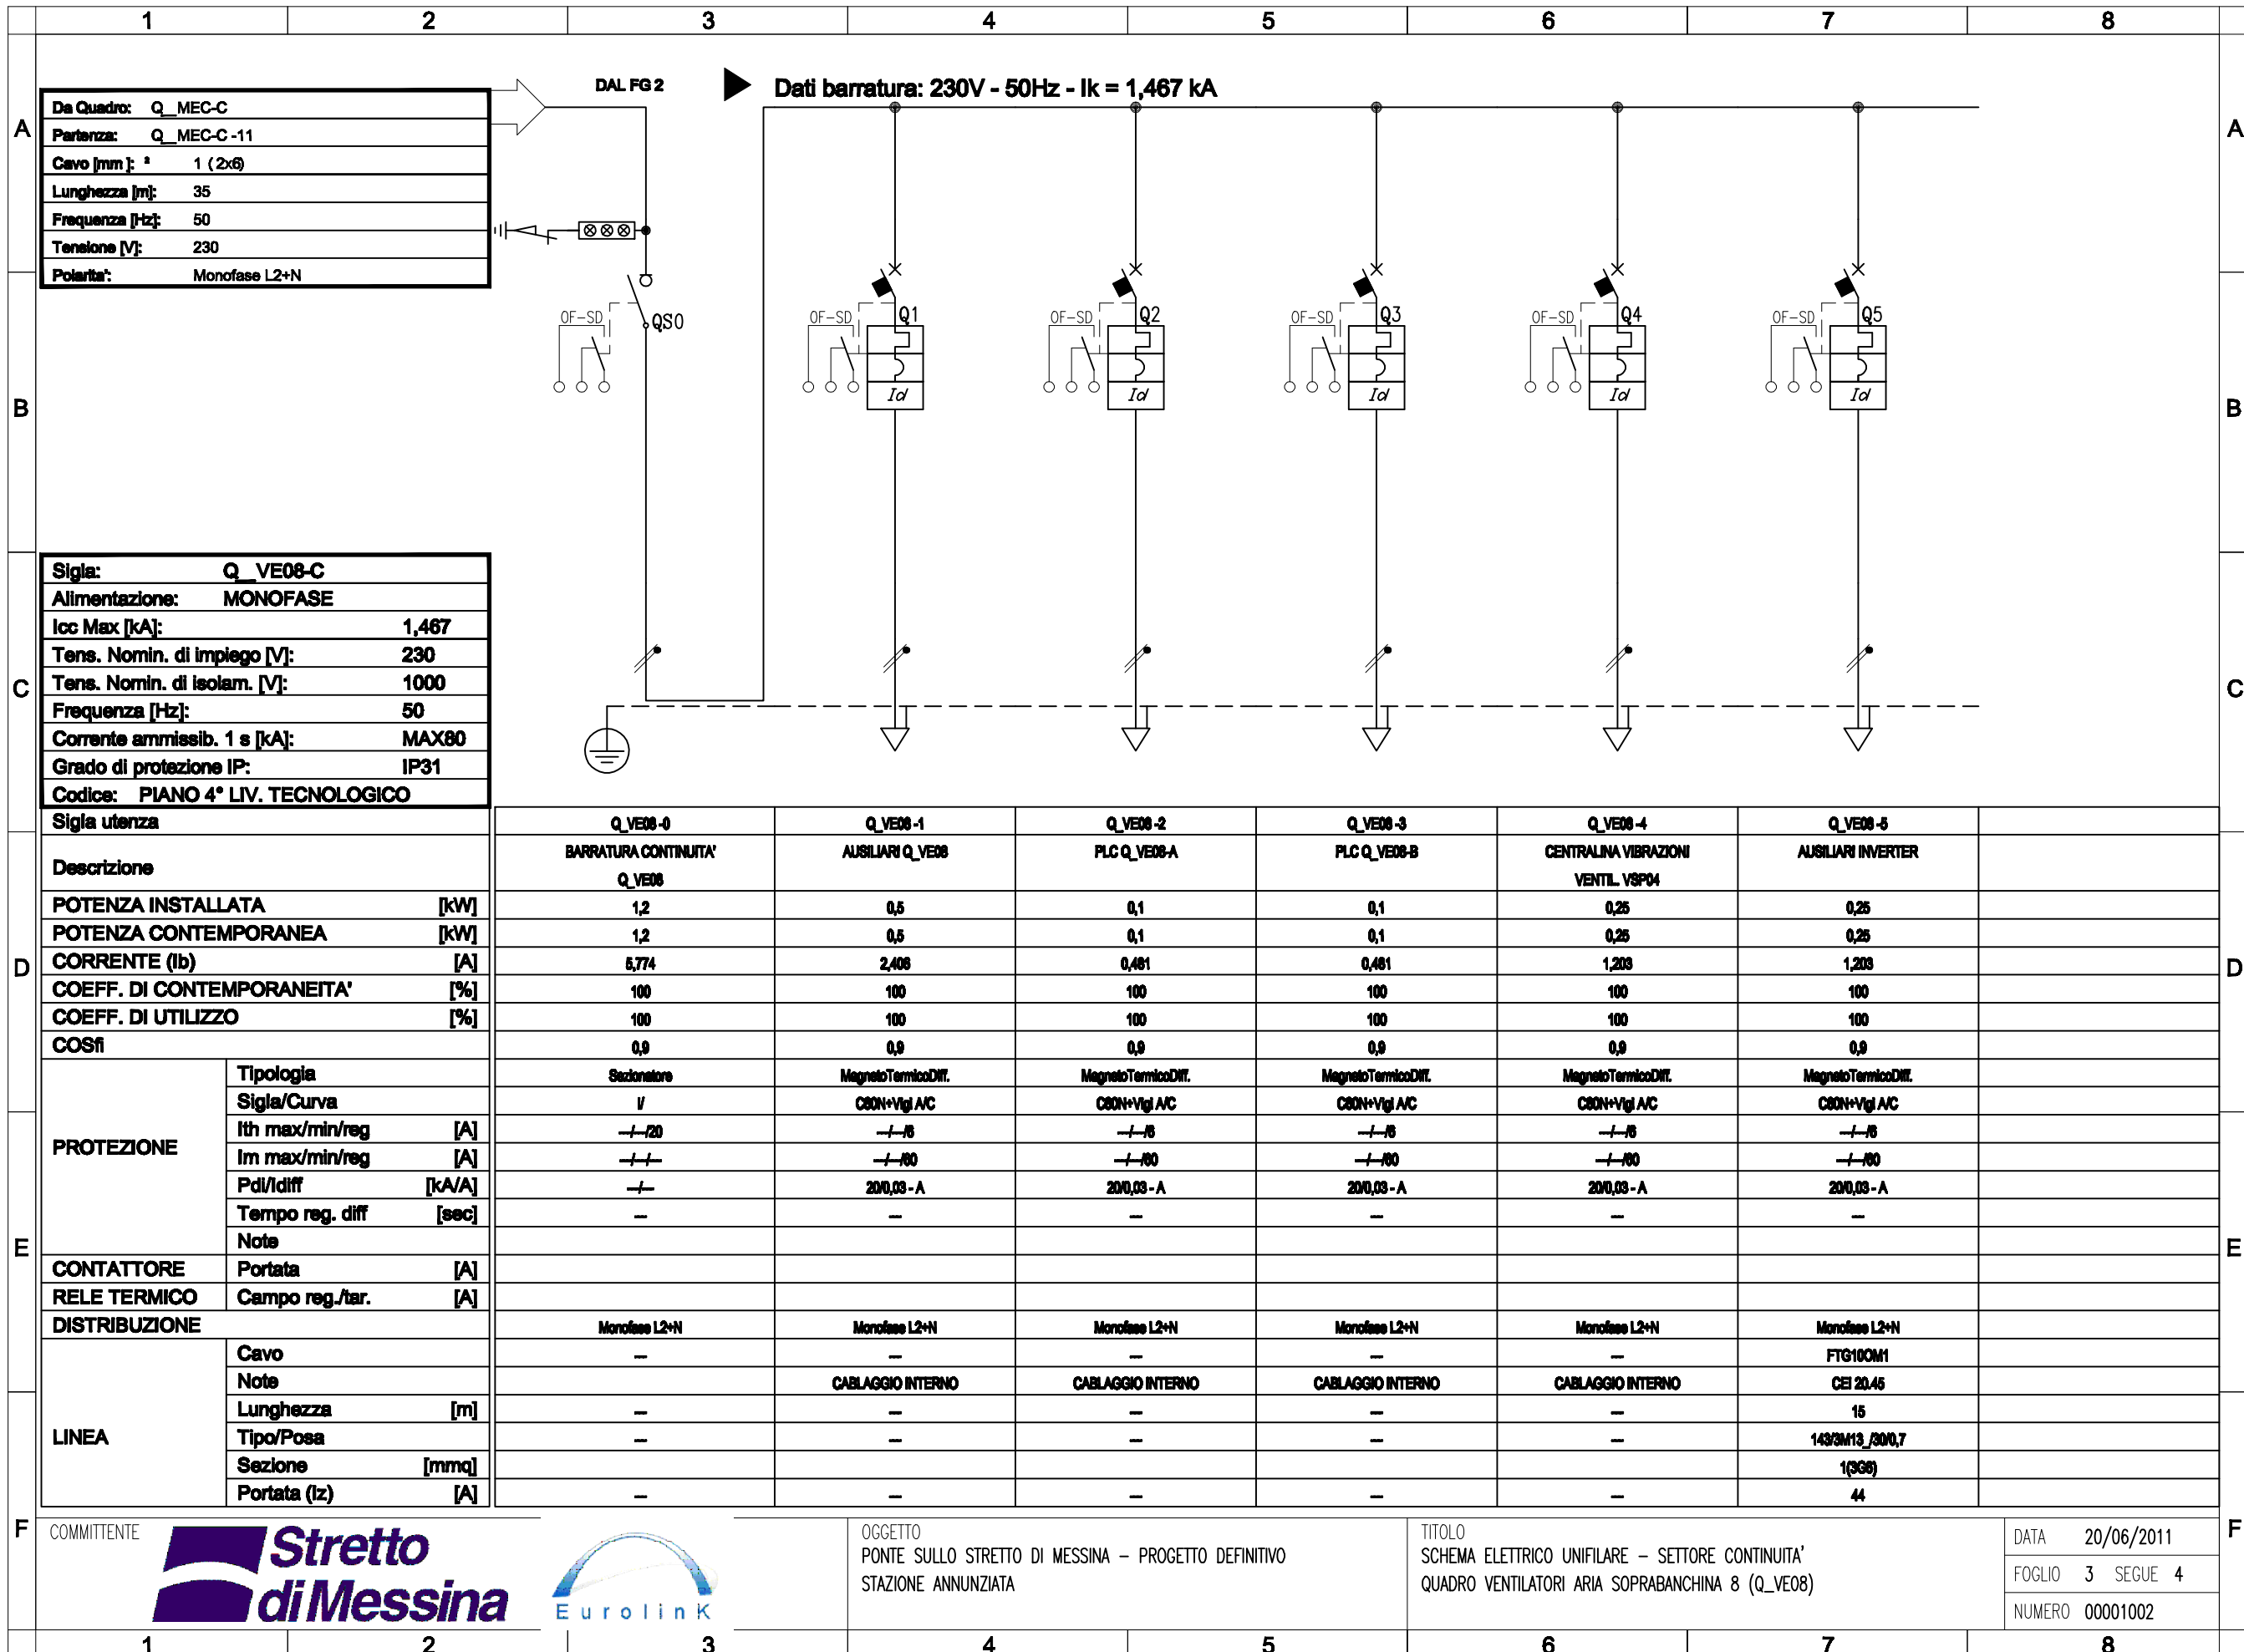 1 2 3 4 5 6 7 8
DAL FG 2
Dati barratura: 230V - 50Hz - Ik = 1,467 kA
A A
Da Quadro: Q__MEC-C
Partenza: Q__MEC-C -11
Cavo [mm ]: ² 1 ( 2x6)
Lunghezza [m]: 35
Frequenza [Hz]: 50
Tensione [V]: 230
Polarita': Monofase L2+N
OF-SD QS0 OF-SD Q1 OF-SD Q2 OF-SD Q3 OF-SD Q4 OF-SD Q5
Id Id Id Id Id
B B
Sigla: Q__VE08-C
Alimentazione: MONOFASE
Icc Max [kA]: 1,467
Tens. Nomin. di impiego [V]: 230
Tens. Nomin. di isolam. [V]: 1000
C C
Frequenza [Hz]: 50
Corrente ammissib. 1 s [kA]: MAX80
Grado di protezione IP: IP31
Codice: PIANO 4° LIV. TECNOLOGICO
Sigla utenza Q_VE08 -0 Q_VE08 -1 Q_VE08 -2 Q_VE08 -3 Q_VE08 -4 Q_VE08 -5
Descrizione BARRATURA CONTINUITA' Q_VE08 AUSILIARI Q_VE08 PLC Q_VE08-A PLC Q_VE08-B CENTRALINA VIBRAZIONI VENTIL. VSP04 AUSILIARI INVERTER
POTENZA INSTALLATA [kW] 1,2 0,5 0,1 0,1 0,25 0,25
POTENZA CONTEMPORANEA [kW] 1,2 0,5 0,1 0,1 0,25 0,25
D D
CORRENTE (Ib) [A] 5,774 2,406 0,481 0,481 1,203 1,203
COEFF. DI CONTEMPORANEITA' [%] 100 100 100 100 100 100
COEFF. DI UTILIZZO [%] 100 100 100 100 100 100
COSfi 0,9 0,9 0,9 0,9 0,9 0,9
PROTEZIONE
Tipologia Sezionatore MagnetoTermicoDiff. MagnetoTermicoDiff. MagnetoTermicoDiff. MagnetoTermicoDiff. MagnetoTermicoDiff.
Sigla/Curva I/ C60N+Vigi A/C C60N+Vigi A/C C60N+Vigi A/C C60N+Vigi A/C C60N+Vigi A/C
Ith max/min/reg [A] ---/---/20 ---/---/6 ---/---/6 ---/---/6 ---/---/6 ---/---/6
Im max/min/reg [A] ---/---/--- ---/---/60 ---/---/60 ---/---/60 ---/---/60 ---/---/60
Pdi/Idiff [kA/A] ---/--- 20/0,03 - A 20/0,03 - A 20/0,03 - A 20/0,03 - A 20/0,03 - A
Tempo reg. diff [sec] --- --- --- --- --- ---
Note
E E
CONTATTORE Portata [A]
RELE TERMICO Campo reg./tar. [A]
DISTRIBUZIONE Monofase L2+N Monofase L2+N Monofase L2+N Monofase L2+N Monofase L2+N Monofase L2+N
LINEA
Cavo --- --- --- --- --- FTG10OM1
Note CABLAGGIO INTERNO CABLAGGIO INTERNO CABLAGGIO INTERNO CABLAGGIO INTERNO CEI 20.45
Lunghezza [m] --- --- --- --- --- 15
Tipo/Posa --- --- --- --- --- 143/3M13_/30/0,7
Sezione [mmq] 1(3G6)
Portata (Iz) [A] --- --- --- --- --- 44
F F
COMMITTENTE
Stretto
di Messina
EurolinK
OGGETTO
PONTE SULLO STRETTO DI MESSINA – PROGETTO DEFINITIVO
STAZIONE ANNUNZIATA
TITOLO
SCHEMA ELETTRICO UNIFILARE – SETTORE CONTINUITA'
QUADRO VENTILATORI ARIA SOPRABANCHINA 8 (Q_VE08)
DATA 20/06/2011
FOGLIO 3 SEGUE 4
NUMERO 00001002
1 2 3 4 5 6 7 8